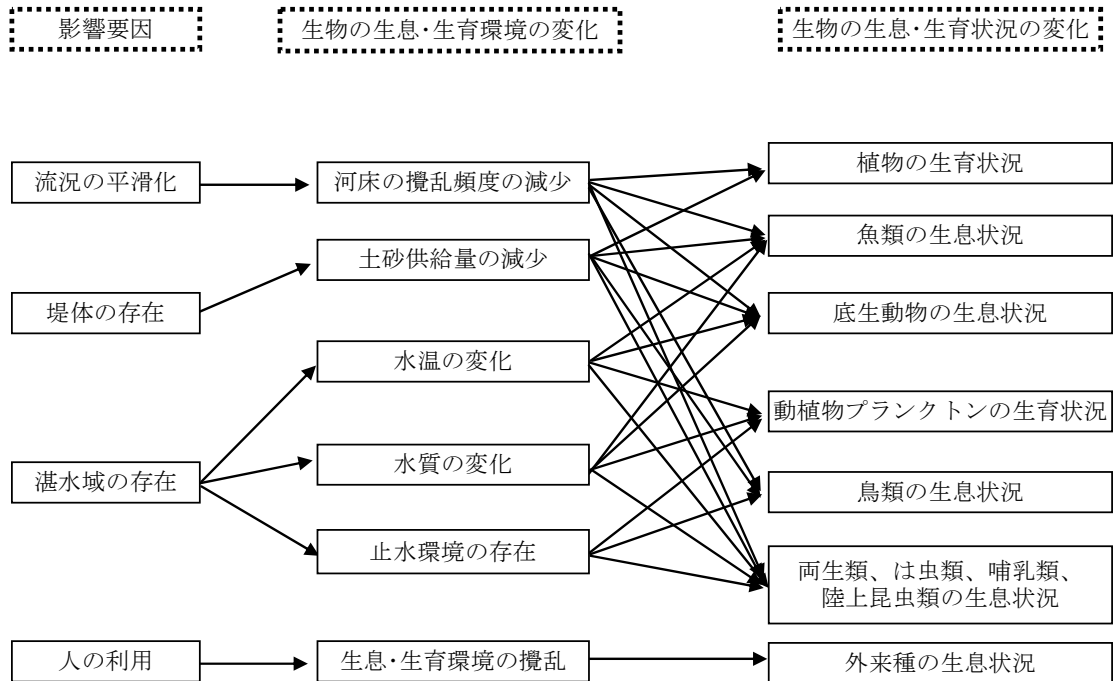 影響要因
生物の生息･生育環境の変化
生物の生息･生育状況の変化
流況の平滑化
河床の攪乱頻度の減少
植物の生育状況
土砂供給量の減少
魚類の生息状況
堤体の存在
底生動物の生息状況
水温の変化
動植物プランクトンの生育状況
湛水域の存在
水質の変化
鳥類の生息状況
止水環境の存在
両生類、は虫類、哺乳類、
陸上昆虫類の生息状況
人の利用
生息･生育環境の攪乱
外来種の生息状況